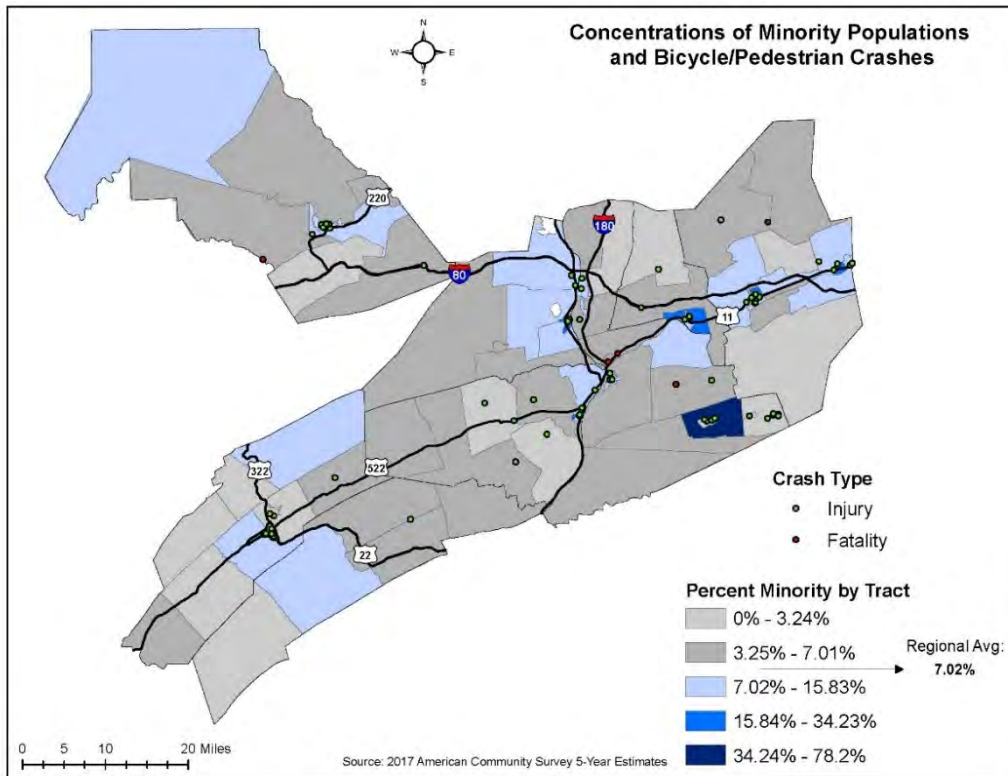 Concentrations of Minority Populations
and Bicycle/Pedestrian Crashes
N
W E
S
220
180
80
11
322
522
22
Crash Type
Injury
Fatality
Percent Minority by Tract
0% - 3.24%
3.25% - 7.01%
Regional Avg:
7.02%
7.02% - 15.83%
15.84% - 34.23%
34.24% - 78.2%
0 5 10 20 Miles
Source: 2017 American Community Survey 5-Year Estimates